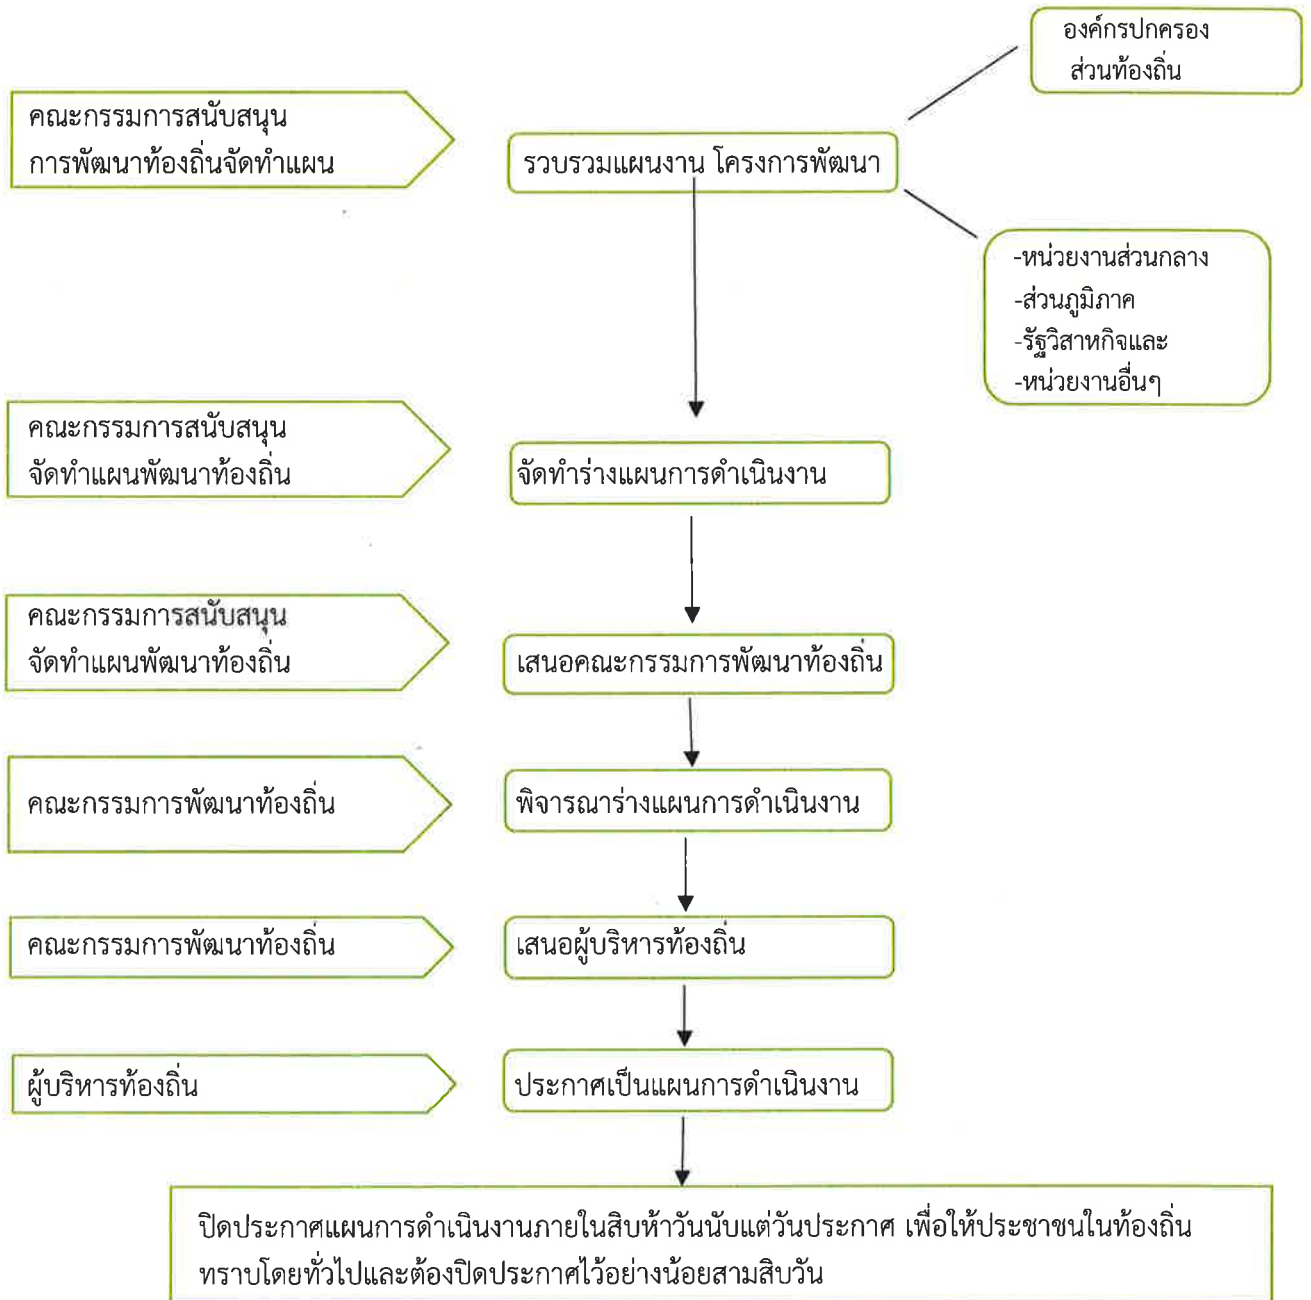 องค์กรปกครอง
ส่วนท้องถิ่น
คณะกรรมการสนับสนุน
การพัฒนาท้องถิ่นจัดทำแผน
รวบรวมแผนงาน โครงการพัฒนา
-หน่วยงานส่วนกลาง
-ส่วนภูมิภาค
-รัฐวิสาหกิจและ
-หน่วยงานอื่นๆ
คณะกรรมการสนับสนุน
จัดทำแผนพัฒนาท้องถิ่น
จัดทำร่างแผนการดำเนินงาน
คณะกรรมการสนับสนุน
จัดทำแผนพัฒนาท้องถิ่น
เสนอคณะกรรมการพัฒนาท้องถิ่น
คณะกรรมการพัฒนาท้องถิ่น
พิจารณาร่างแผนการดำเนินงาน
คณะกรรมการพัฒนาท้องถิ่น
เสนอผู้บริหารท้องถิ่น
ผู้บริหารท้องถิ่น
ประกาศเป็นแผนการดำเนินงาน
ปิดประกาศแผนการดำเนินงานภายในสิบห้าวันนับแต่วันประกาศ เพื่อให้ประชาชนในท้องถิ่น
ทราบโดยทั่วไปและต้องปิดประกาศไว้อย่างน้อยสามสิบวัน